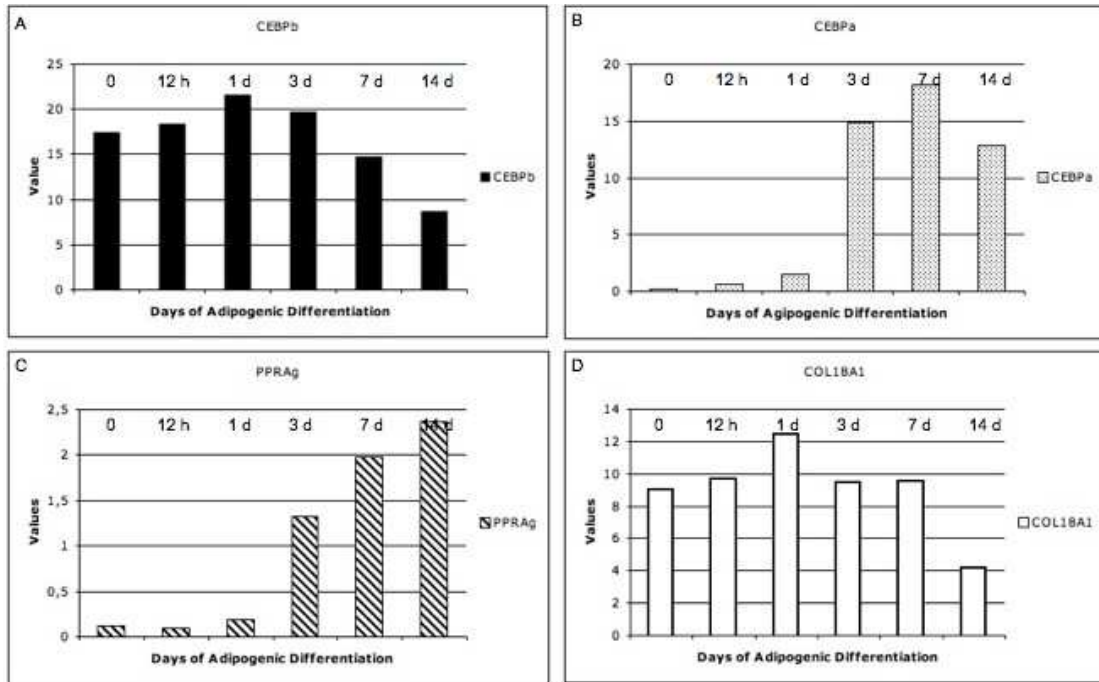 A
CEBPb
25
20
15
10
5
0
0 12 h 1 d 3 d 7 d 14 d
Value
CEBPb
Days of Adipogenic Differentiation
B
CEBPa
20
15
10
5
0
0 12 h 1 d 3 d 7 d 14 d
Values
CEBPa
Days of Agipogenic Differentiation
C
PPRAg
2,5
2
1,5
1
0,5
0
0 12 h 1 d 3 d 7 d 14 d
Values
PPRAg
Days of Adipogenic Differentiation
D
COL18A1
14
12
10
8
6
4
2
0
0 12 h 1 d 3 d 7 d 14 d
Values
COL18A1
Days of Adipogenic Differentiation